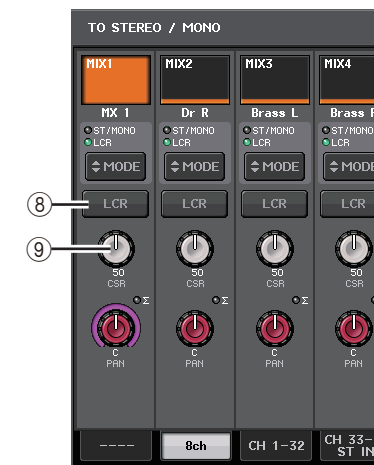 TO STEREO / MONO
MIX1 MIX2 MIX3 MIX4
MX 1 Dr R Brass L Brass
ST/MONO ST/MONO ST/MONO ST/MONO
LCR LCR LCR LCR
MODE MODE MODE MODE
8 LCR LCR LCR LCR
9
50 50 50 50
CSR CSR CSR CSR
Σ Σ Σ
C C C C
PAN PAN PAN PAN
---- 8ch CH 1-32 CH 33-
ST IN